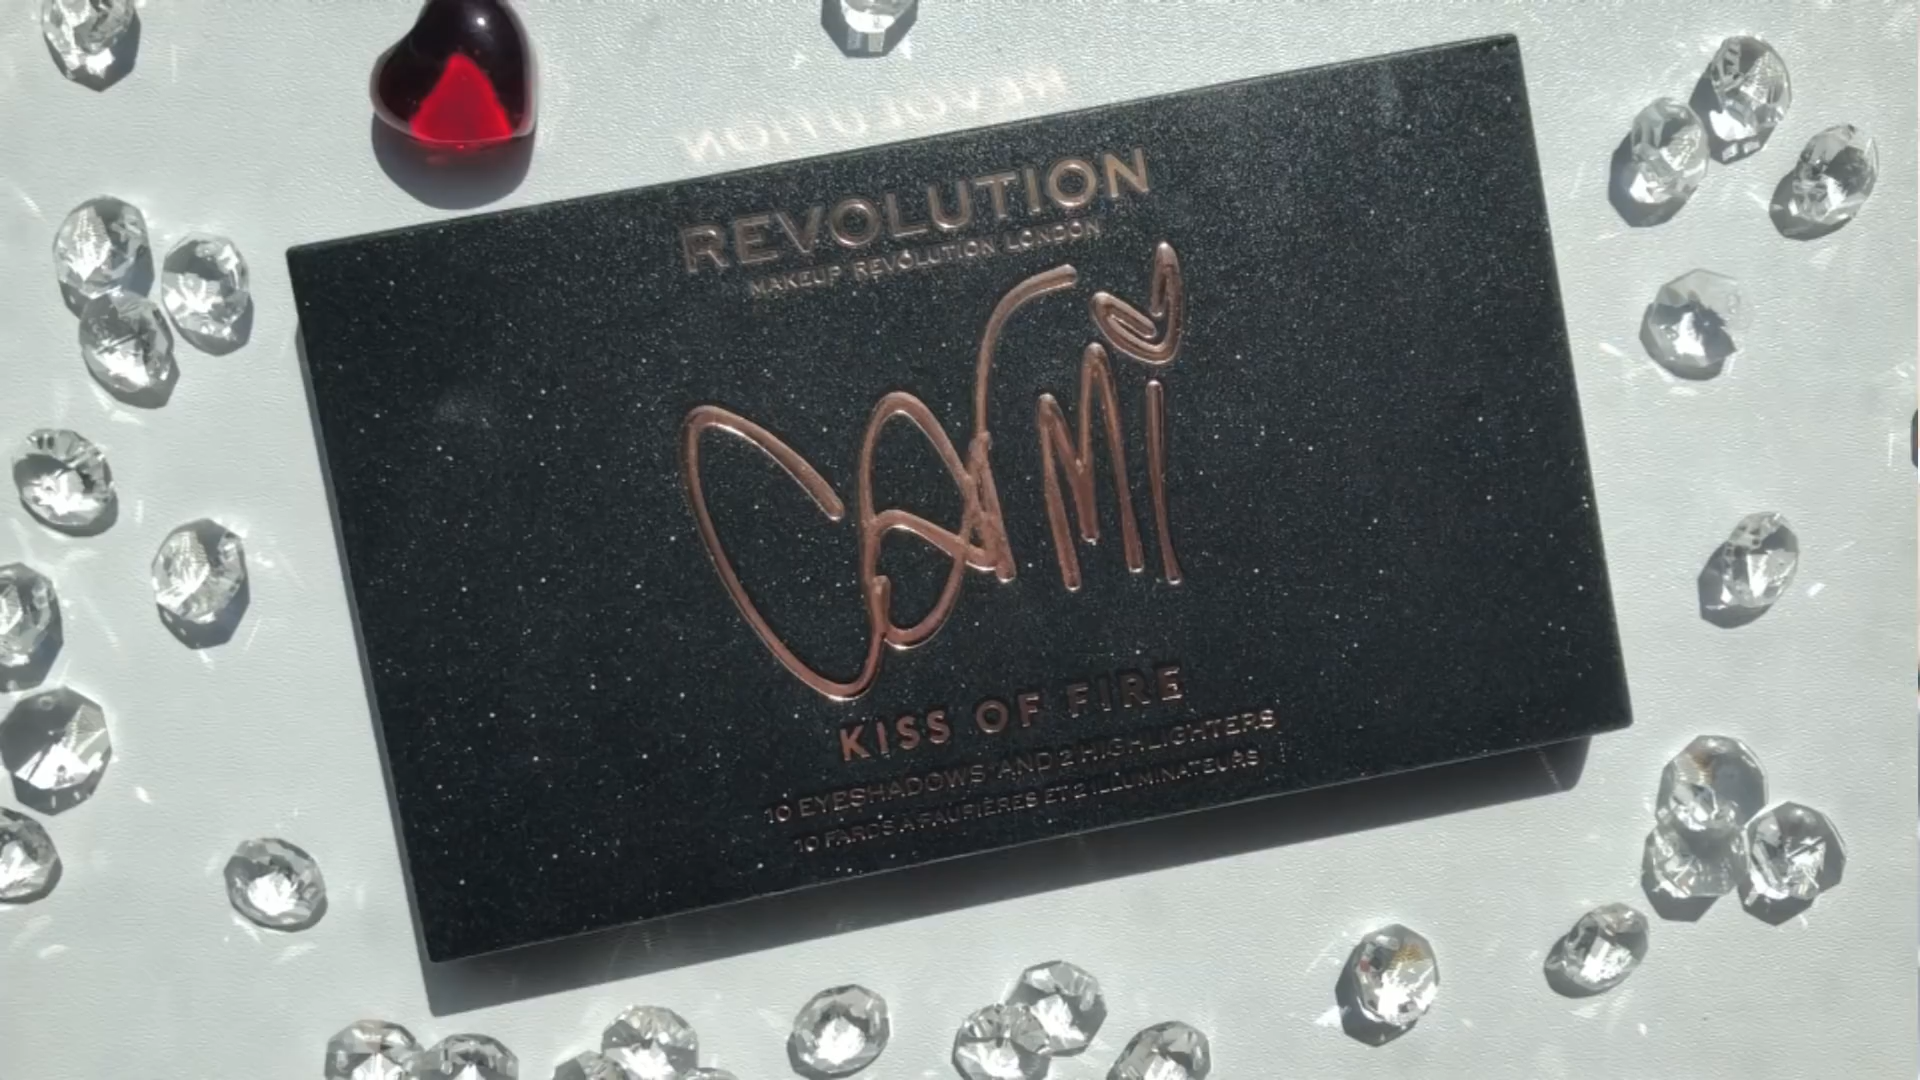 REVOLUTION
MAKEUP REVOLUTION LONDON
CARMI
KISS OF FIRE
10 EYESHADOWS AND 2 HIGHLIGHTERS
10 FARDS À PAUPIÈRES ET 2 ILLUMINATEURS